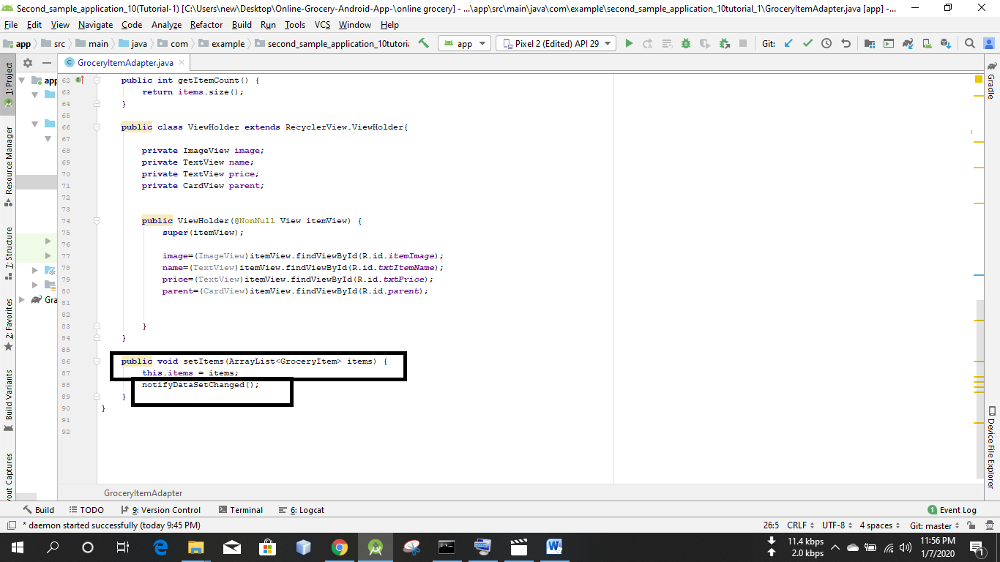 Second_sample_application_10(Tutorial-1) [C:\Users\new\Desktop\Online-Grocery-Android-App-\online grocery] - ...\app\src\main\java\com\example\second_sample_application_10tutorial_1\GroceryItemAdapter.java [app] -...
File Edit View Navigate Code Analyze Refactor Build Run Tools VCS Window Help
app src main java com example second_sample_application_10tutoria app Pixel 2 (Edited) API 29 Git:
GroceryItemAdapter.java
1: Project
Resource Manager
7: Structure
2: Favorites
Build Variants
yout Captures
app
Gra
62 public int getItemCount() {
63 return items.size();
64 }
65
66 public class ViewHolder extends RecyclerView.ViewHolder{
67
68 private ImageView image;
69 private TextView name;
70 private TextView price;
71 private CardView parent;
72
73
74 public ViewHolder(@NonNull View itemView) {
75 super(itemView);
76
77 image=(ImageView)itemView.findViewById(R.id.itemImage);
78 name=(TextView)itemView.findViewById(R.id.txtItemName);
79 price=(TextView)itemView.findViewById(R.id.txtPrice);
80 parent=(CardView)itemView.findViewById(R.id.parent);
81
82
83 }
84 }
85
86 public void setItems(ArrayList<GroceryItem> items) {
87 this.items = items;
88 notifyDataSetChanged();
89 }
90 }
91
92
Gradle
Device File Explorer
GroceryItemAdapter
Build TODO 9: Version Control Terminal 6: Logcat 1 Event Log
* daemon started successfully (today 9:45 PM) 26:5 CRLF UTF-8 4 spaces Git: master
11.4 kbps
2.0 kbps
11:56 PM
1/7/2020
1